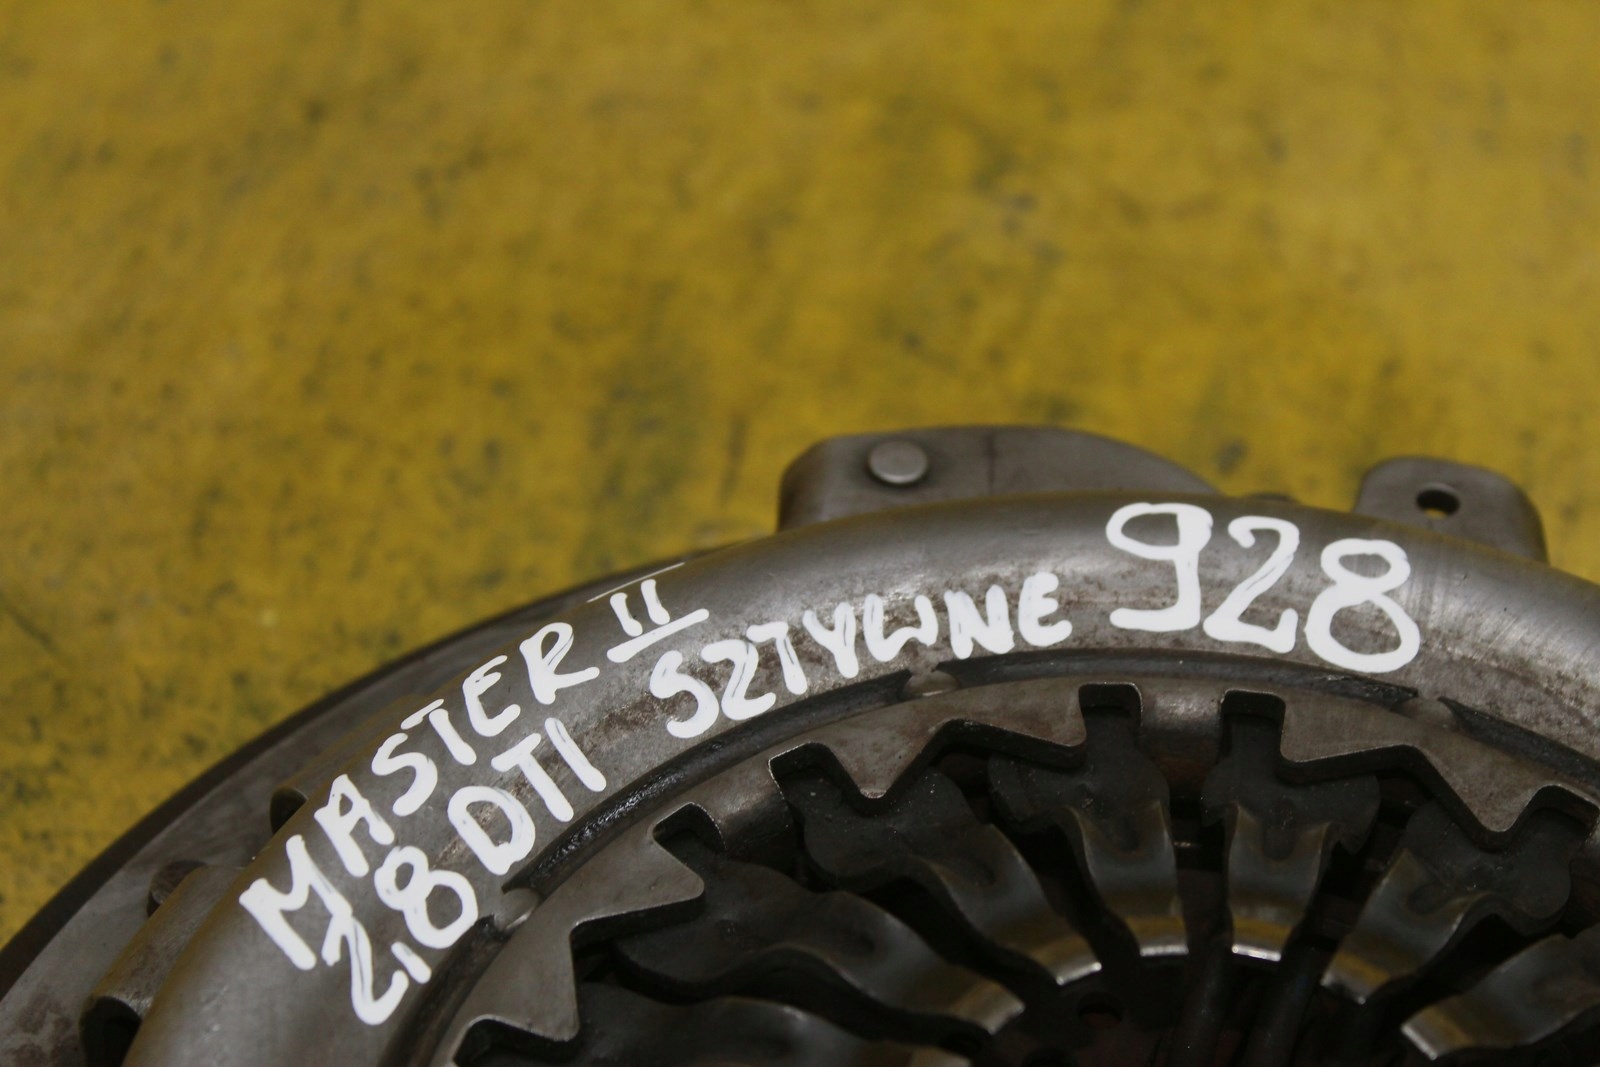 MASTER II
2,8 DTI SZTYWNE 928